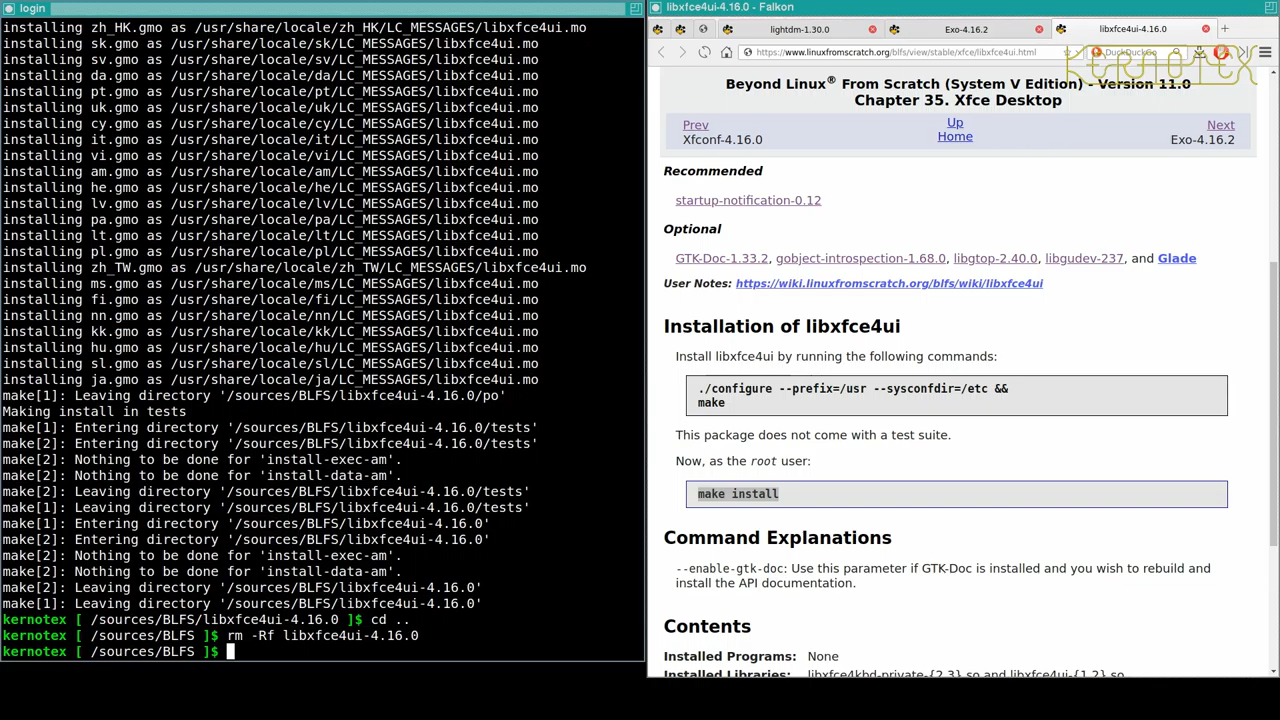 login
installing zh_HK.gmo as /usr/share/locale/zh_HK/LC_MESSAGES/libxfce4ui.mo
installing sk.gmo as /usr/share/locale/sk/LC_MESSAGES/libxfce4ui.mo
installing sv.gmo as /usr/share/locale/sv/LC_MESSAGES/libxfce4ui.mo
installing da.gmo as /usr/share/locale/da/LC_MESSAGES/libxfce4ui.mo
installing pt.gmo as /usr/share/locale/pt/LC_MESSAGES/libxfce4ui.mo
installing uk.gmo as /usr/share/locale/uk/LC_MESSAGES/libxfce4ui.mo
installing cy.gmo as /usr/share/locale/cy/LC_MESSAGES/libxfce4ui.mo
installing it.gmo as /usr/share/locale/it/LC_MESSAGES/libxfce4ui.mo
installing vi.gmo as /usr/share/locale/vi/LC_MESSAGES/libxfce4ui.mo
installing am.gmo as /usr/share/locale/am/LC_MESSAGES/libxfce4ui.mo
installing he.gmo as /usr/share/locale/he/LC_MESSAGES/libxfce4ui.mo
installing lv.gmo as /usr/share/locale/lv/LC_MESSAGES/libxfce4ui.mo
installing pa.gmo as /usr/share/locale/pa/LC_MESSAGES/libxfce4ui.mo
installing lt.gmo as /usr/share/locale/lt/LC_MESSAGES/libxfce4ui.mo
installing pl.gmo as /usr/share/locale/pl/LC_MESSAGES/libxfce4ui.mo
installing zh_TW.gmo as /usr/share/locale/zh_TW/LC_MESSAGES/libxfce4ui.mo
installing ms.gmo as /usr/share/locale/ms/LC_MESSAGES/libxfce4ui.mo
installing fi.gmo as /usr/share/locale/fi/LC_MESSAGES/libxfce4ui.mo
installing nn.gmo as /usr/share/locale/nn/LC_MESSAGES/libxfce4ui.mo
installing kk.gmo as /usr/share/locale/kk/LC_MESSAGES/libxfce4ui.mo
installing hu.gmo as /usr/share/locale/hu/LC_MESSAGES/libxfce4ui.mo
installing sl.gmo as /usr/share/locale/sl/LC_MESSAGES/libxfce4ui.mo
installing ja.gmo as /usr/share/locale/ja/LC_MESSAGES/libxfce4ui.mo
make[1]: Leaving directory '/sources/BLFS/libxfce4ui-4.16.0/po'
Making install in tests
make[1]: Entering directory '/sources/BLFS/libxfce4ui-4.16.0/tests'
make[2]: Entering directory '/sources/BLFS/libxfce4ui-4.16.0/tests'
make[2]: Nothing to be done for 'install-exec-am'.
make[2]: Nothing to be done for 'install-data-am'.
make[2]: Leaving directory '/sources/BLFS/libxfce4ui-4.16.0/tests'
make[1]: Leaving directory '/sources/BLFS/libxfce4ui-4.16.0/tests'
make[1]: Entering directory '/sources/BLFS/libxfce4ui-4.16.0'
make[2]: Entering directory '/sources/BLFS/libxfce4ui-4.16.0'
make[2]: Nothing to be done for 'install-exec-am'.
make[2]: Nothing to be done for 'install-data-am'.
make[2]: Leaving directory '/sources/BLFS/libxfce4ui-4.16.0'
make[1]: Leaving directory '/sources/BLFS/libxfce4ui-4.16.0'
kernotex [ /sources/BLFS/libxfce4ui-4.16.0 ]$ cd ..
kernotex [ /sources/BLFS ]$ rm -Rf libxfce4ui-4.16.0
kernotex [ /sources/BLFS ]$
libxfce4ui-4.16.0 - Falkon
lightdm-1.30.0
Exo-4.16.2
libxfce4ui-4.16.0
https://www.linuxfromscratch.org/blfs/view/stable/xfce/libxfce4ui.html
DuckDuckGo
KERNOTEX
Beyond Linux® From Scratch (System V Edition) - Version 11.0
Chapter 35. Xfce Desktop
Prev Up Next
Xfconf-4.16.0 Home Exo-4.16.2
Recommended
startup-notification-0.12
Optional
GTK-Doc-1.33.2, gobject-introspection-1.68.0, libgtop-2.40.0, libgudev-237, and Glade
User Notes: https://wiki.linuxfromscratch.org/blfs/wiki/libxfce4ui
Installation of libxfce4ui
Install libxfce4ui by running the following commands:
./configure --prefix=/usr --sysconfdir=/etc &&
make
This package does not come with a test suite.
Now, as the root user:
make install
Command Explanations
--enable-gtk-doc: Use this parameter if GTK-Doc is installed and you wish to rebuild and
install the API documentation.
Contents
Installed Programs: None
Installed Libraries: libxfce4kbd-private-{2,3}.so and libxfce4ui-{1,2}.so